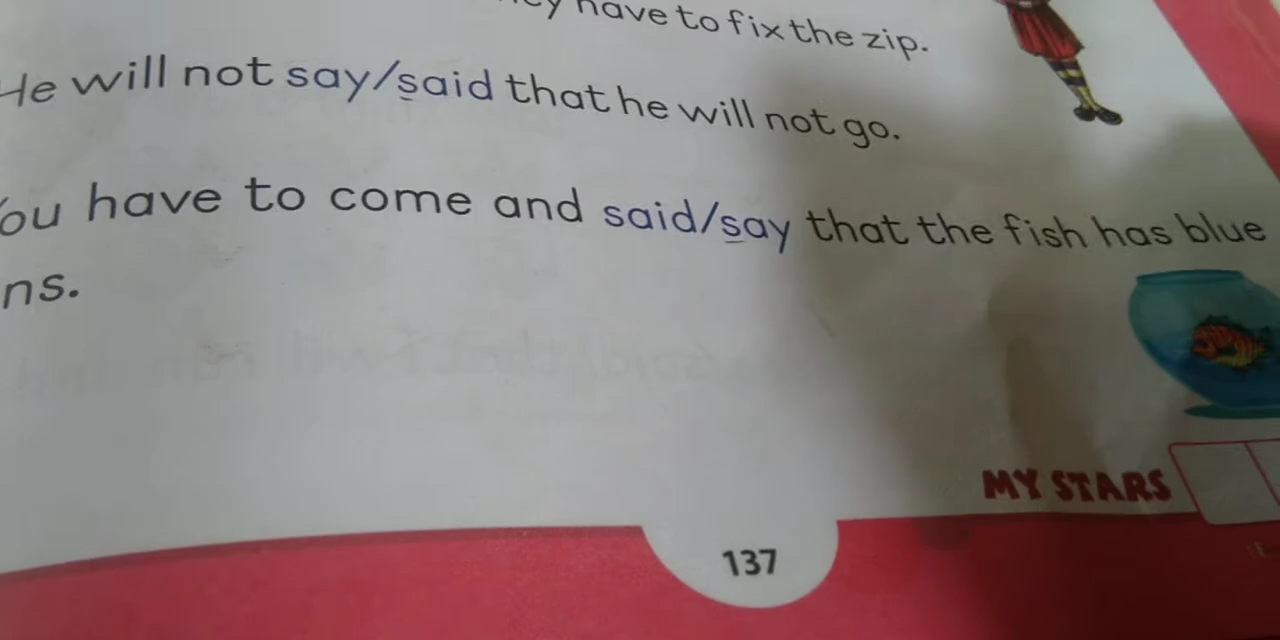 have to fix the zip.
He will not say/said that he will not go.
You have to come and said/say that the fish has blue
ns.
MY STARS
137